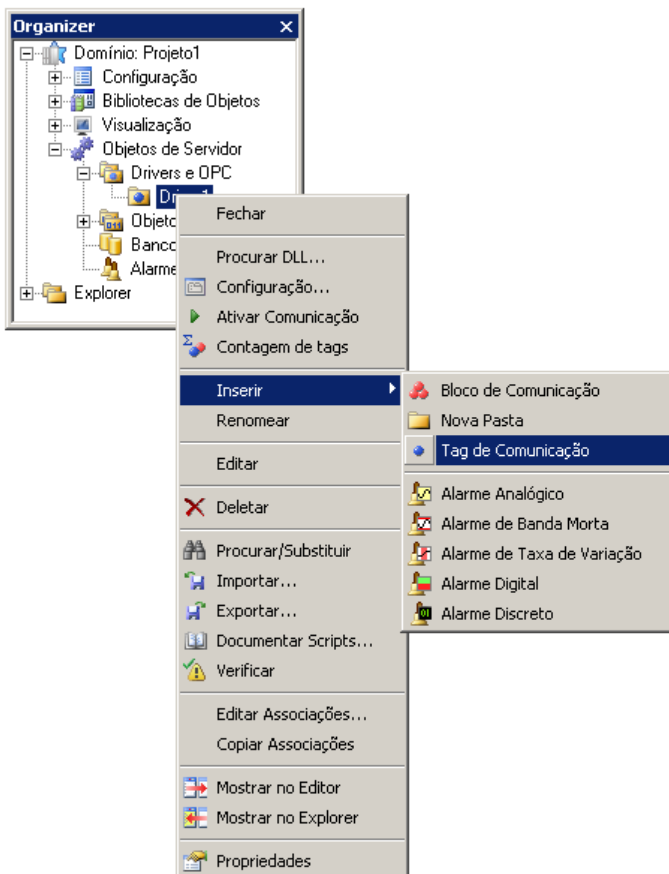 Organizer
Domínio: Projeto1
Configuração
Bibliotecas de Objetos
Visualização
Objetos de Servidor
Drivers e OPC
Explorer
Fechar
Procurar DLL...
Configuração...
Ativar Comunicação
Contagem de tags
Inserir
Renomear
Editar
Deletar
Procurar/Substituir
Importar...
Exportar...
Documentar Scripts...
Verificar
Editar Associações...
Copiar Associações
Mostrar no Editor
Mostrar no Explorer
Propriedades
Bloco de Comunicação
Nova Pasta
Tag de Comunicação
Alarme Analógico
Alarme de Banda Morta
Alarme de Taxa de Variação
Alarme Digital
Alarme Discreto